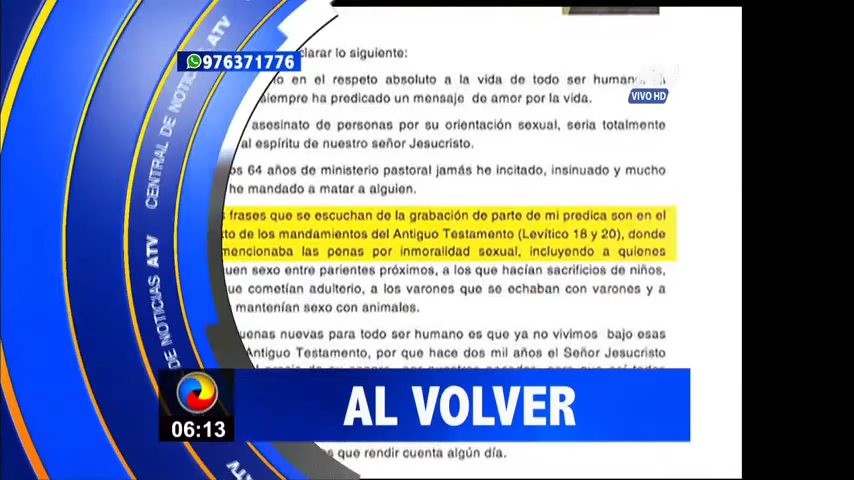 clarar lo siguiente:
976371776
en el respeto absoluto a la vida de todo ser humano
siempre ha predicado un mensaje de amor por la vida.
VIVO HD
asesinato de personas por su orientación sexual, seria totalmente
al espíritu de nuestro señor Jesucristo.
os 64 años de ministerio pastoral jamás he incitado, insinuado y mucho
he mandado a matar a alguien.
frases que se escuchan de la grabación de parte de mi predica son en el
to de los mandamientos del Antiguo Testamento (Levítico 18 y 20), donde
mencionaba las penas por inmoralidad sexual, incluyendo a quienes
uen sexo entre parientes próximos, a los que hacían sacrificios de niños,
ue cometían adulterio, a los varones que se echaban con varones y a
mantenían sexo con animales.
uenas nuevas para todo ser humano es que ya no vivimos bajo esas
Antiguo Testamento, por que hace dos mil años el Señor Jesucristo
AL VOLVER
06:13
que rendir cuenta algún día.
CENTRAL DE NOTICIAS ATV
DE NOTICIAS ATV
ATV